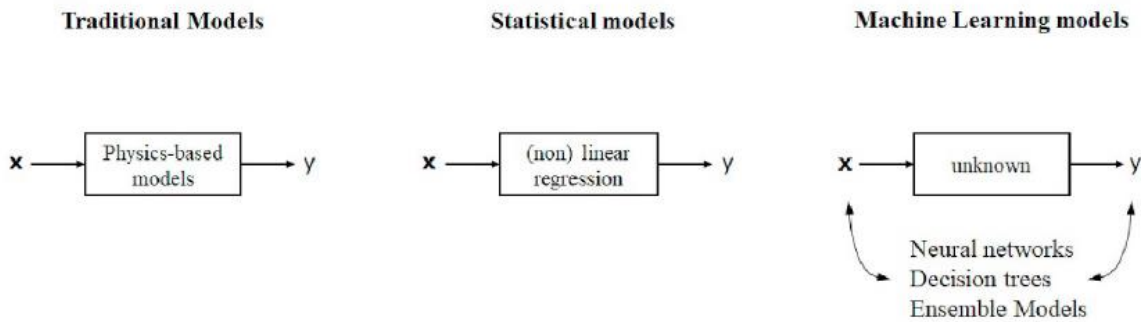 Traditional Models
x
Physics-based
models
y
Statistical models
x
(non) linear
regression
y
Machine Learning models
x
unknown
y
Neural networks
Decision trees
Ensemble Models